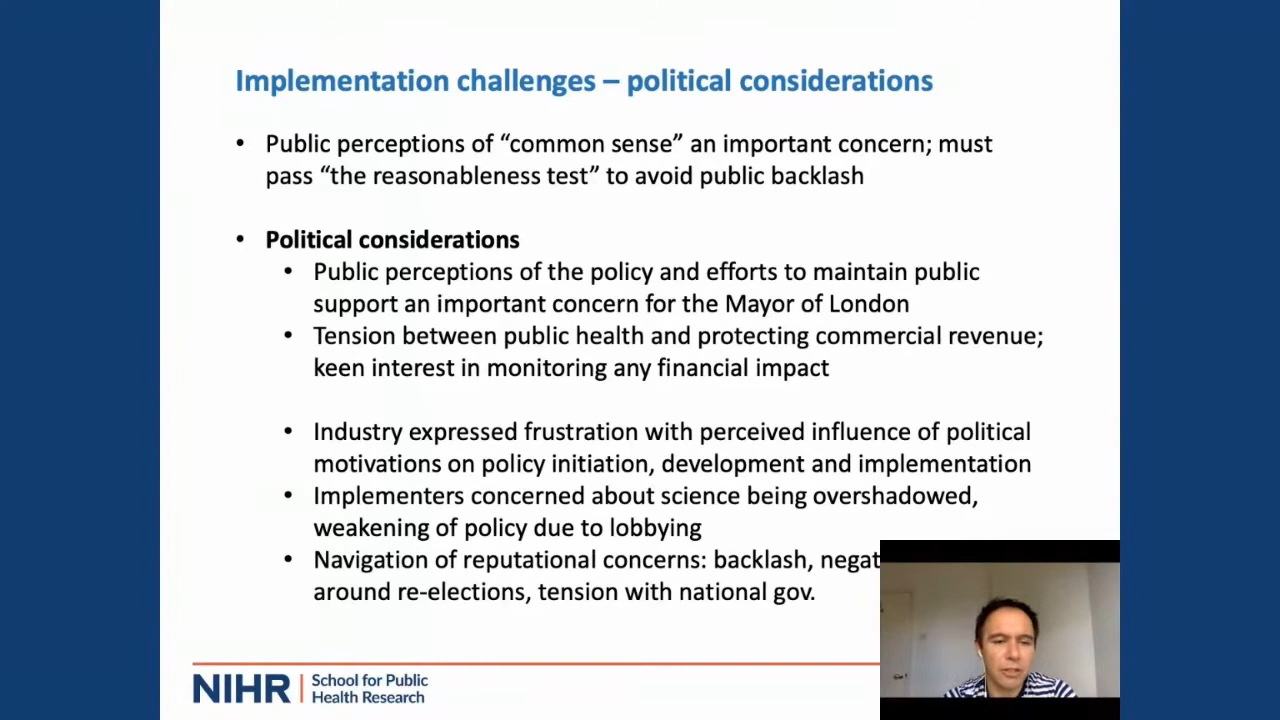 Implementation challenges – political considerations
• Public perceptions of “common sense” an important concern; must
pass “the reasonableness test” to avoid public backlash
• Political considerations
• Public perceptions of the policy and efforts to maintain public
support an important concern for the Mayor of London
• Tension between public health and protecting commercial revenue;
keen interest in monitoring any financial impact
• Industry expressed frustration with perceived influence of political
motivations on policy initiation, development and implementation
• Implementers concerned about science being overshadowed,
weakening of policy due to lobbying
• Navigation of reputational concerns: backlash,
around re-elections, tension with national gov.
NIHR | School for Public
Health Research